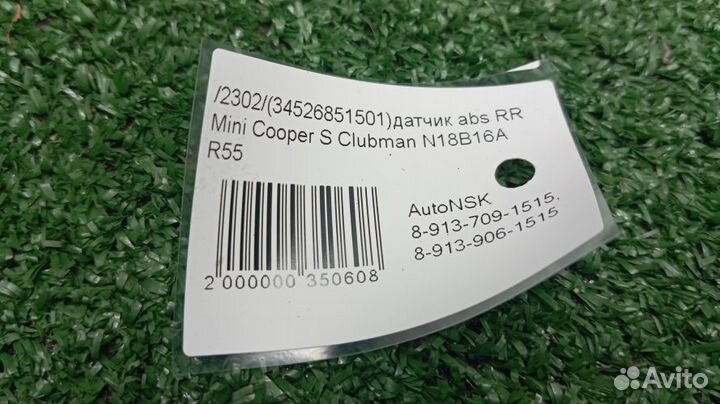 /2302/(34526851501)датчик abs RR
Mini Cooper S Clubman N18B16A
R55
2 000000 350608
AutoNSK
8-913-709-1515,
8-913-906-1515
Avito